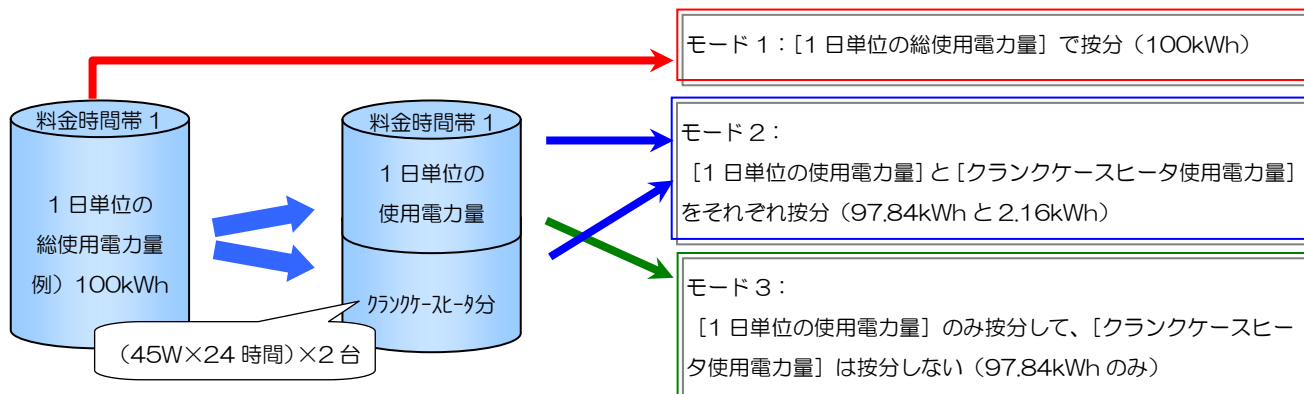 モード 1：[1 日単位の総使用電力量］で按分（100kWh）
料金時間帯 1
1 日単位の
総使用電力量
例）100kWh
料金時間帯 1
1 日単位の
使用電力量
クランクケースヒータ分
（45W×24 時間）×2 台
モード 2：
［1 日単位の使用電力量］と［クランクケースヒータ使用電力量］
をそれぞれ按分（97.84kWh と 2.16kWh）
モード 3：
［1 日単位の使用電力量］のみ按分して、［クランクケースヒー
タ使用電力量］は按分しない（97.84kWh のみ）